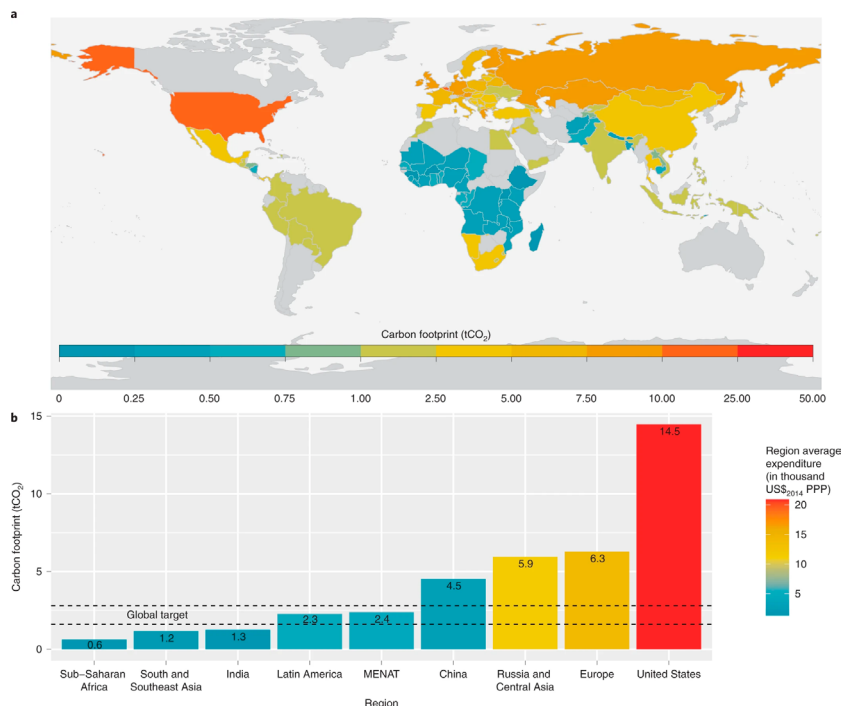 a
Carbon footprint (tCO2)
0 0.25 0.50 0.75 1.00 2.50 5.00 7.50 10.00 25.00 50.00
b
Carbon footprint (tCO2)
15
10
5
0
Global target
0.6
1.2
1.3
2.3
2.4
4.5
5.9
6.3
14.5
Sub–Saharan
Africa
South and
Southeast Asia
India
Latin America
MENAT
China
Russia and
Central Asia
Europe
United States
Region
Region average
expenditure
(in thousand
US$2014 PPP)
20
15
10
5